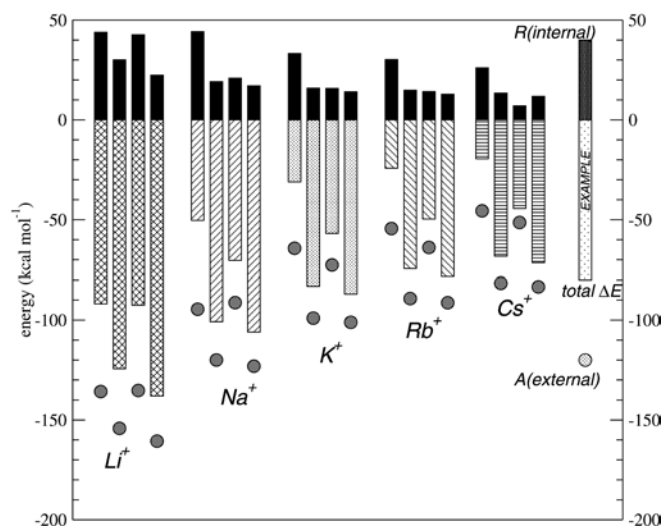 50
0
-50
-100
-150
-200
energy (kcal mol⁻¹)
Li⁺
Na⁺
K⁺
Rb⁺
Cs⁺
R(internal)
EXAMPLE
total ΔE
A(external)
50
0
-50
-100
-150
-200